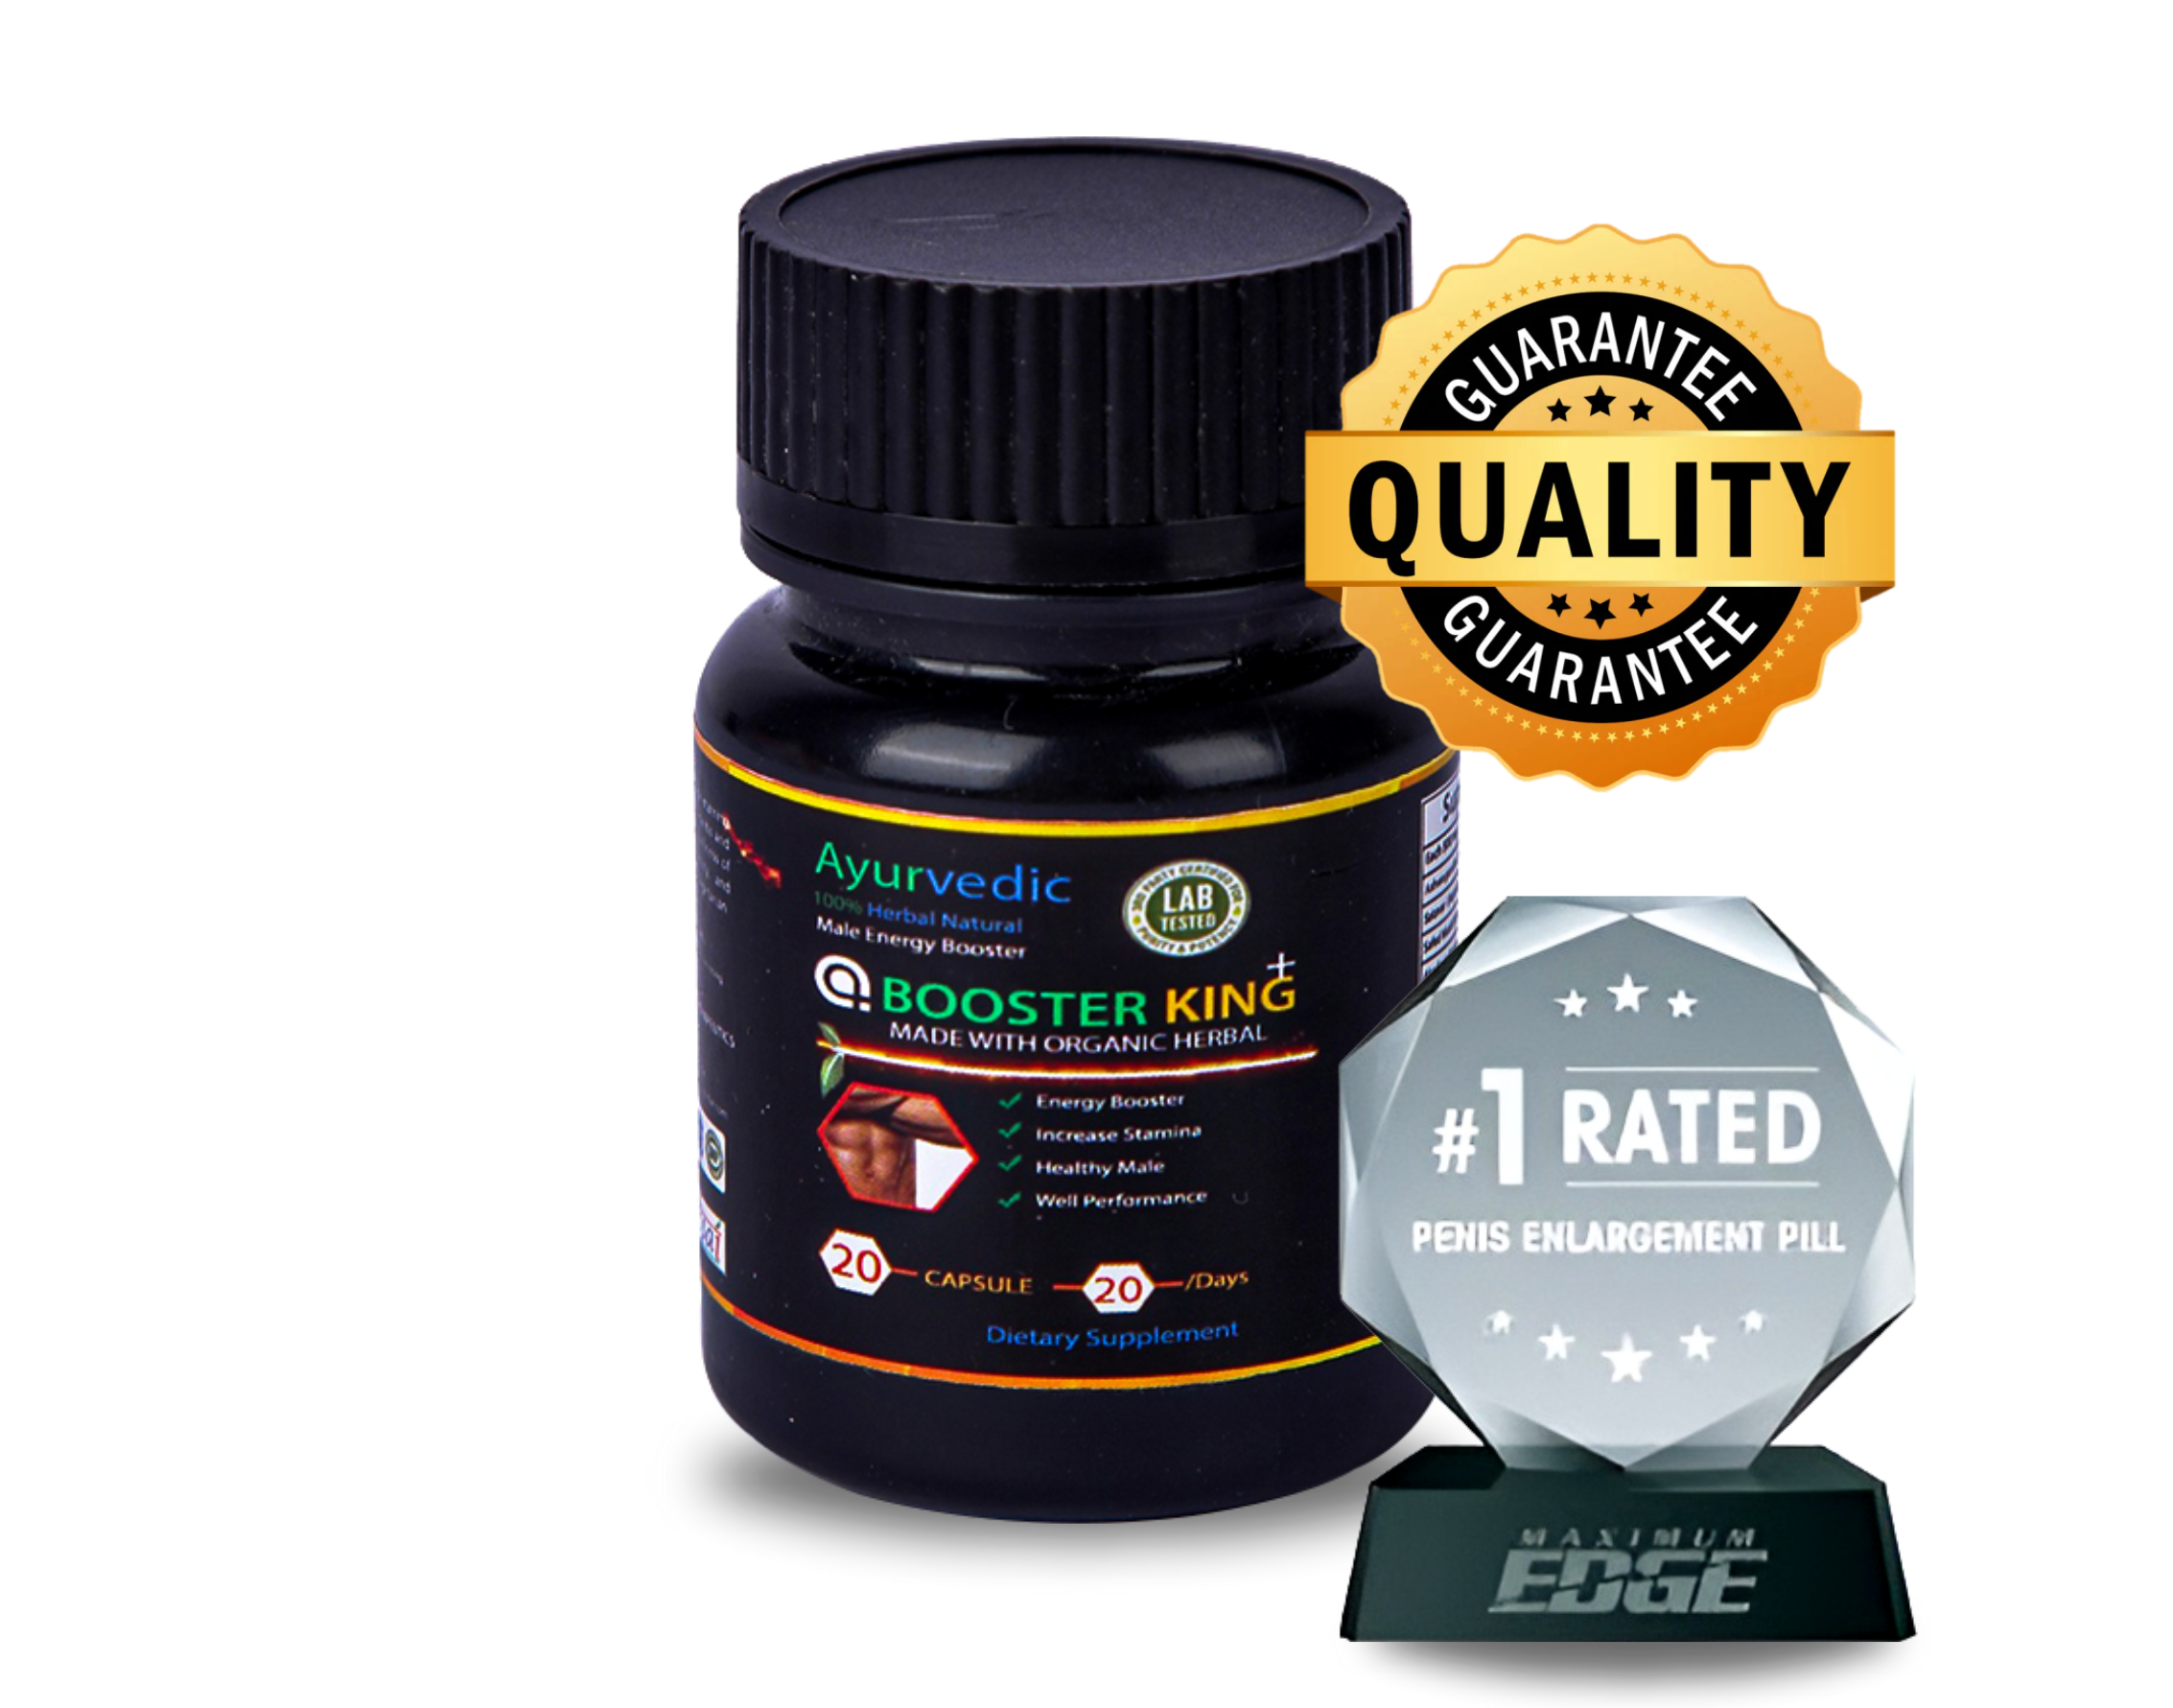 GUARANTEE
QUALITY
GUARANTEE
Ayurvedic
100% Herbal Natural
Male Energy Booster
LAB
TESTED
BOOSTER KING+
MADE WITH ORGANIC HERBAL
Energy Booster
Increase Stamina
Healthy Male
Well Performance
20 CAPSULE 20 /Days
Dietary Supplement
#1 RATED
PENIS ENLARGEMENT PILL
MAXIMUM
EDGE